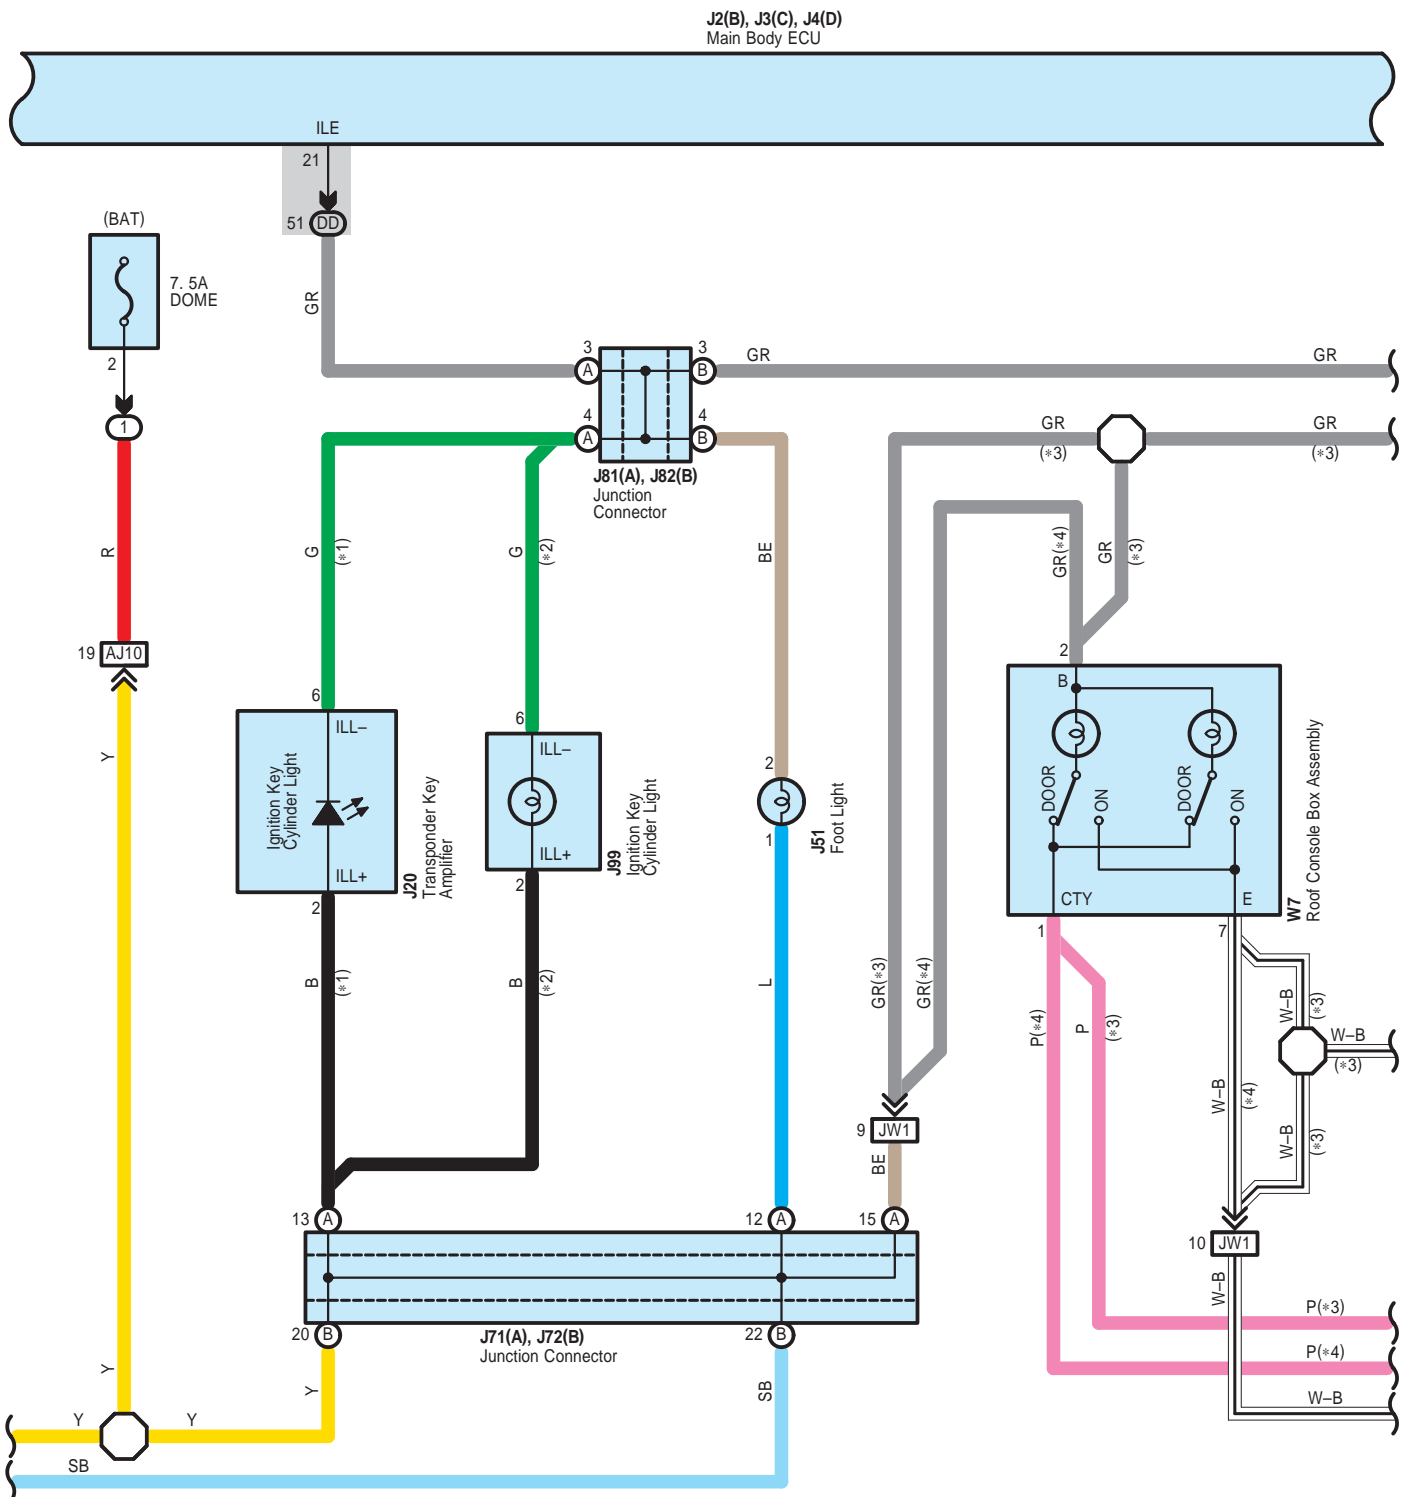 J2(B), J3(C), J4(D)
Main Body ECU
ILE
21
51 DD
(BAT)
7. 5A
DOME
2
1
GR
3
A
3
B
GR
GR
4
A
4
B
GR
(∗3)
GR
(∗3)
J81(A), J82(B)
Junction
Connector
R
G
(∗1)
G
(∗2)
BE
GR(∗4)
GR
(∗3)
19 AJ10
2
B
6
ILL–
6
ILL–
Y
Ignition Key
Cylinder Light
ILL+
2
J20
Transponder Key
Amplifier
ILL+
2
J99
Ignition Key
Cylinder Light
2
1
J51
Foot Light
DOOR
ON
DOOR
ON
CTY
E
W7
Roof Console Box Assembly
1
7
B
(∗1)
B
(∗2)
L
GR(∗3)
GR(∗4)
P(∗4)
P
(∗3)
W–B
(∗3)
W–B
(∗3)
W–B
(∗4)
W–B
(∗3)
9 JW1
BE
13 A
12 A
15 A
10 JW1
W–B
20 B
J71(A), J72(B)
Junction Connector
22 B
P(∗3)
P(∗4)
W–B
Y
Y
SB
Y
Y
SB